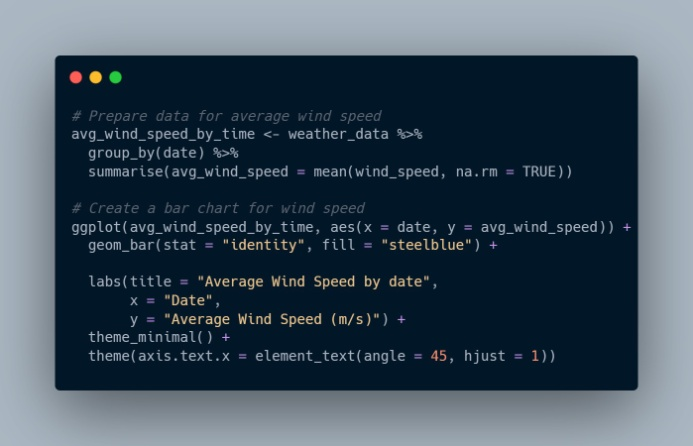 # Prepare data for average wind speed
avg_wind_speed_by_time <- weather_data %>%
  group_by(date) %>%
  summarise(avg_wind_speed = mean(wind_speed, na.rm = TRUE))

# Create a bar chart for wind speed
ggplot(avg_wind_speed_by_time, aes(x = date, y = avg_wind_speed)) +
  geom_bar(stat = "identity", fill = "steelblue") +

  labs(title = "Average Wind Speed by date",
       x = "Date",
       y = "Average Wind Speed (m/s)") +
  theme_minimal() +
  theme(axis.text.x = element_text(angle = 45, hjust = 1))